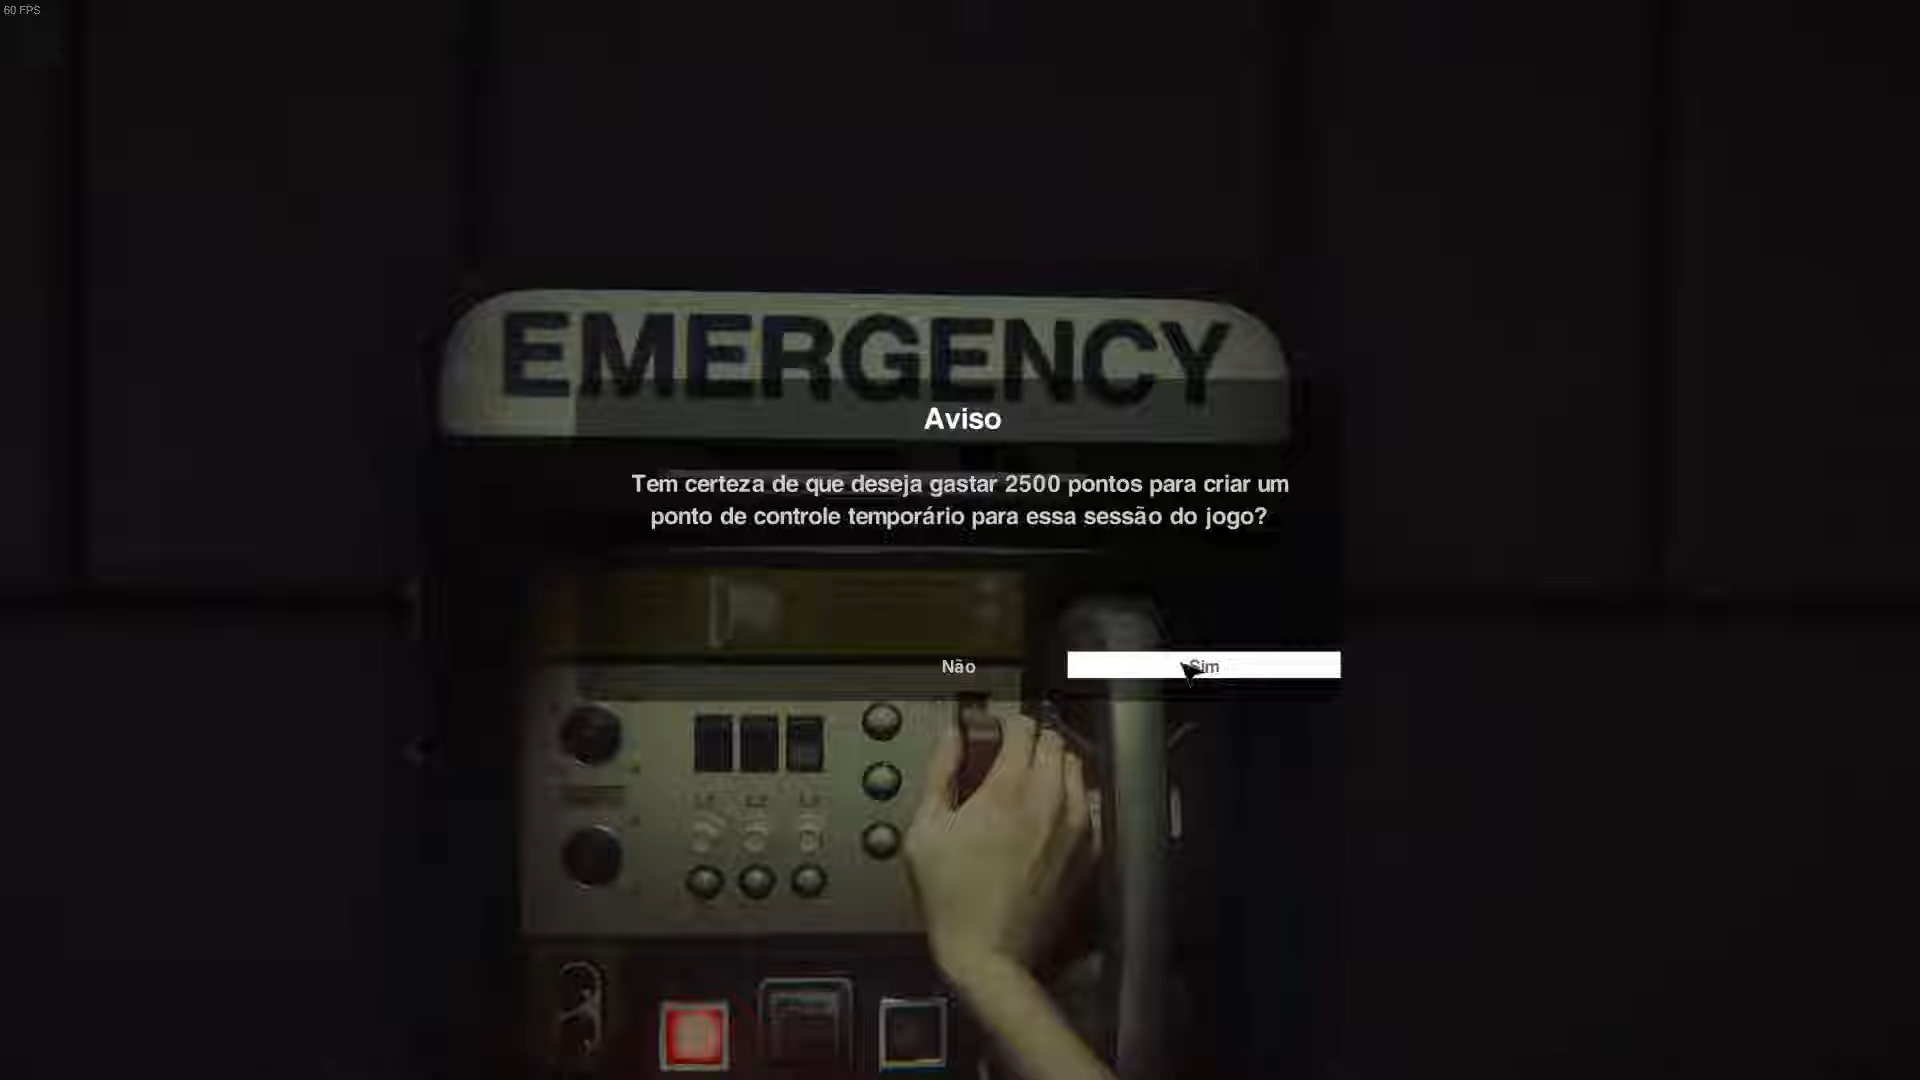 60 FPS
EMERGENCY
Aviso
Tem certeza de que deseja gastar 2500 pontos para criar um
ponto de controle temporário para essa sessão do jogo?
Não
Sim